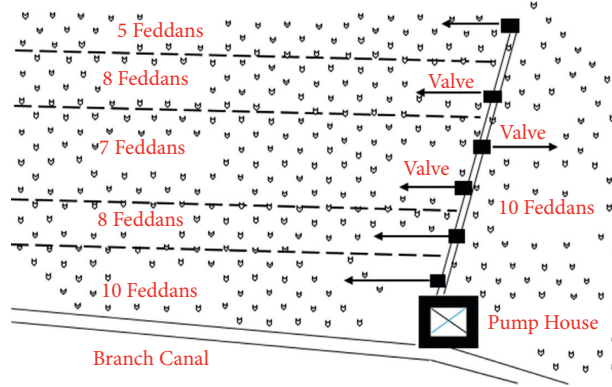 5 Feddans
8 Feddans
Valve
Valve
7 Feddans
Valve
10 Feddans
8 Feddans
10 Feddans
Pump House
Branch Canal